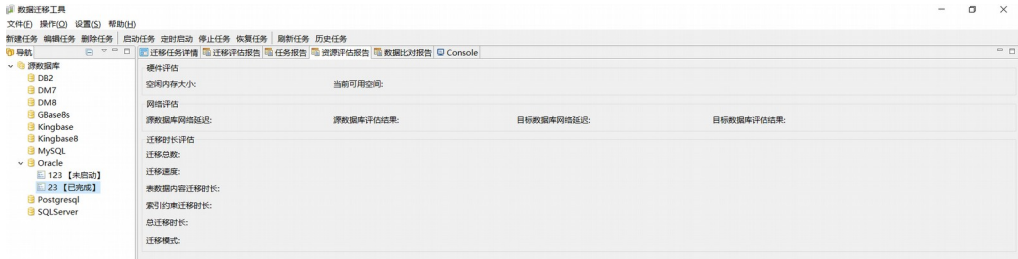 数据迁移工具
文件(F) 操作(O) 设置(S) 帮助(H)
新建任务 编辑任务 删除任务 启动任务 定时启动 停止任务 恢复任务 刷新任务 历史任务
导航 迁移任务详情 迁移评估报告 任务报告 资源评估报告 数据比对报告 Console
源数据库
DB2
DM7
DM8
GBase8s
Kingbase
Kingbase8
MySQL
Oracle
123 【未启动】
23 【已完成】
Postgresql
SQLServer
硬件评估
空闲内存大小: 当前可用空间:
网络评估
源数据库网络延迟: 源数据库评估结果: 目标数据库网络延迟: 目标数据库评估结果:
迁移时长评估
迁移总数:
迁移速度:
表数据内容迁移时长:
索引约束迁移时长:
总迁移时长:
迁移模式: